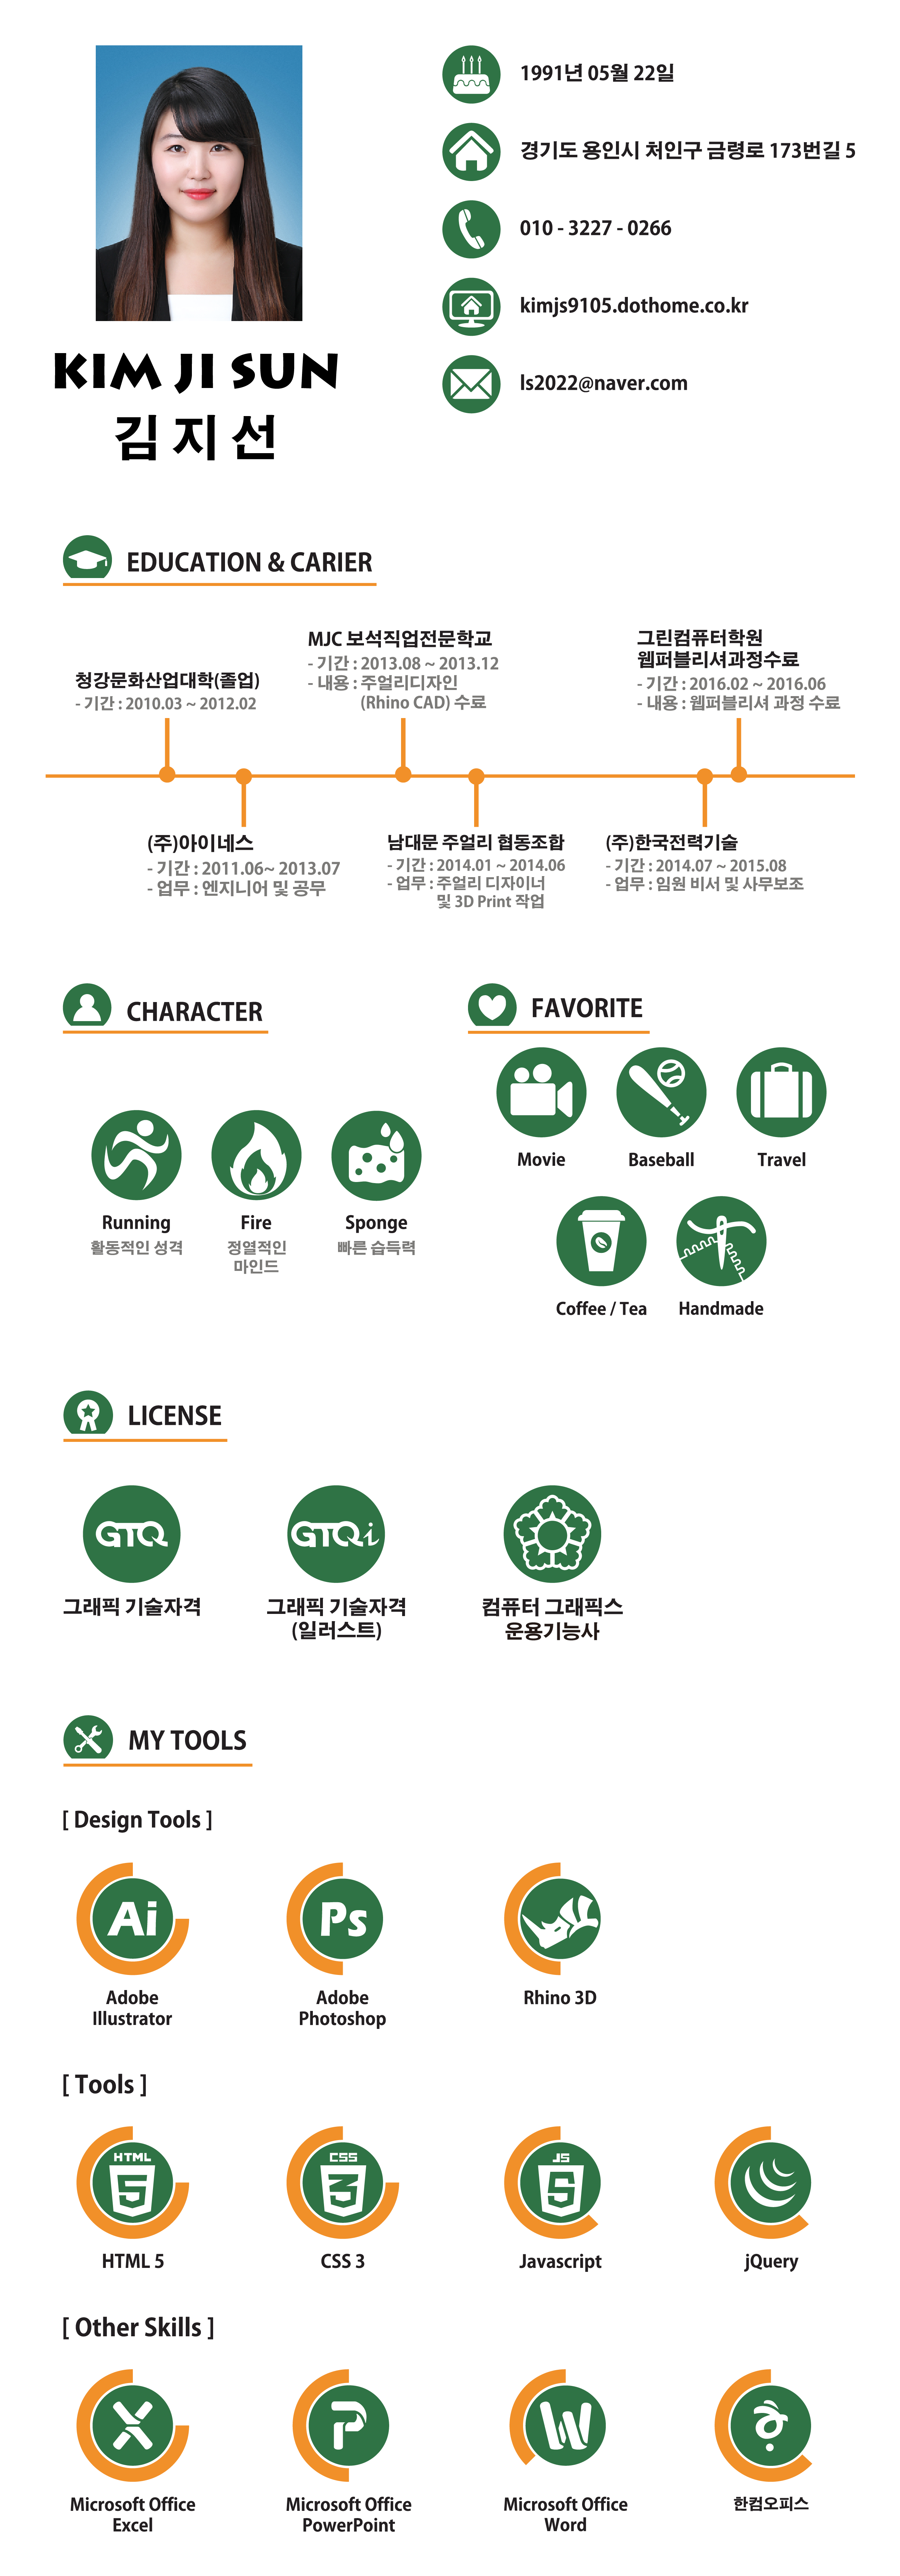 1991년 05월 22일
경기도 용인시 처인구 금령로 173번길 5
010 - 3227 - 0266
kimjs9105.dothome.co.kr
ls2022@naver.com
KIM JI SUN
김 지 선
EDUCATION & CARIER
청강문화산업대학(졸업)
- 기간 : 2010.03 ~ 2012.02
MJC 보석직업전문학교
- 기간 : 2013.08 ~ 2013.12
- 내용 : 주얼리디자인
(Rhino CAD) 수료
그린컴퓨터학원
웹퍼블리셔과정수료
- 기간 : 2016.02 ~ 2016.06
- 내용 : 웹퍼블리셔 과정 수료
(주)아이네스
- 기간 : 2011.06~ 2013.07
- 업무 : 엔지니어 및 공무
남대문 주얼리 협동조합
- 기간 : 2014.01 ~ 2014.06
- 업무 : 주얼리 디자이너
및 3D Print 작업
(주)한국전력기술
- 기간 : 2014.07 ~ 2015.08
- 업무 : 임원 비서 및 사무보조
CHARACTER
Running
활동적인 성격
Fire
정열적인
마인드
Sponge
빠른 습득력
FAVORITE
Movie
Baseball
Travel
Coffee / Tea
Handmade
LICENSE
GTQ
그래픽 기술자격
GTQi
그래픽 기술자격
(일러스트)
컴퓨터 그래픽스
운용기능사
MY TOOLS
[ Design Tools ]
Ai
Adobe
Illustrator
Ps
Adobe
Photoshop
Rhino 3D
[ Tools ]
HTML
5
HTML 5
CSS
3
CSS 3
JS
5
Javascript
jQuery
[ Other Skills ]
X
Microsoft Office
Excel
P
Microsoft Office
PowerPoint
W
Microsoft Office
Word
한컴오피스